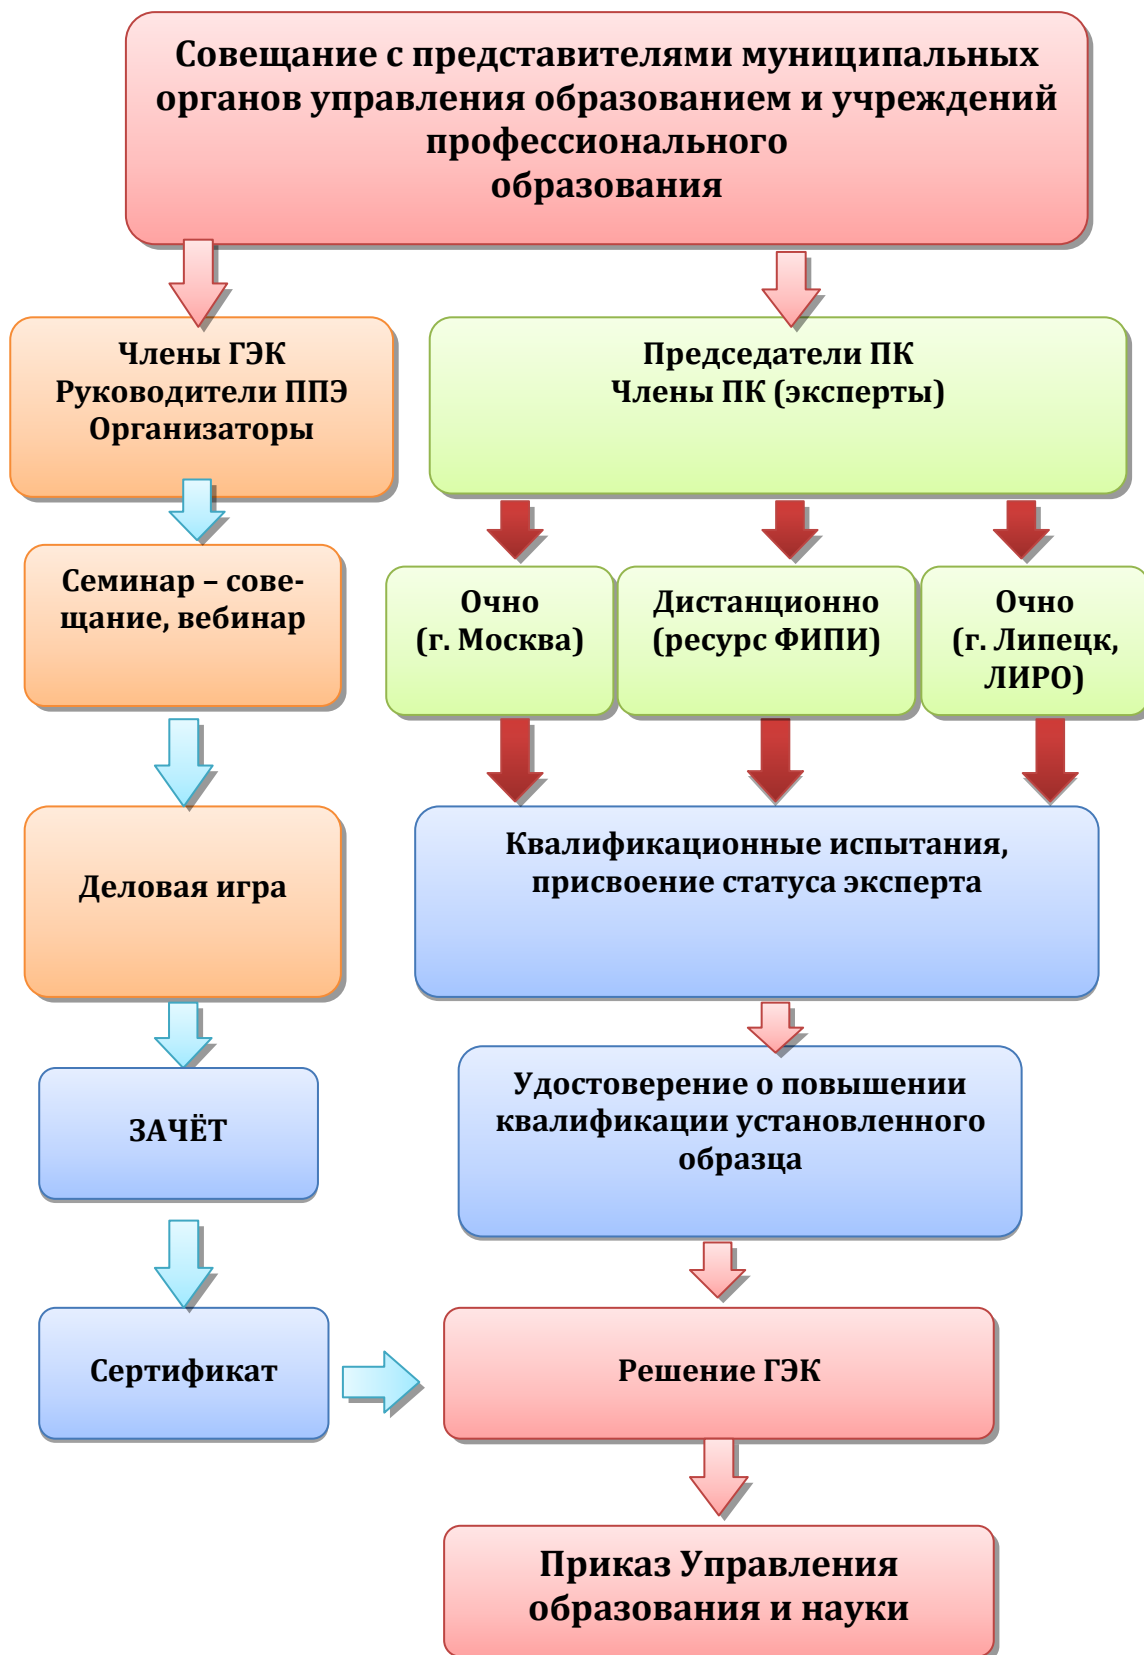 Совещание с представителями муниципальных
органов управления образованием и учреждений
профессионального
образования
Члены ГЭК
Руководители ППЭ
Организаторы
Председатели ПК
Члены ПК (эксперты)
Семинар – сове-
щание, вебинар
Очно
(г. Москва)
Дистанционно
(ресурс ФИПИ)
Очно
(г. Липецк,
ЛИРО)
Деловая игра
Квалификационные испытания,
присвоение статуса эксперта
ЗАЧЁТ
Удостоверение о повышении
квалификации установленного
образца
Сертификат
Решение ГЭК
Приказ Управления
образования и науки